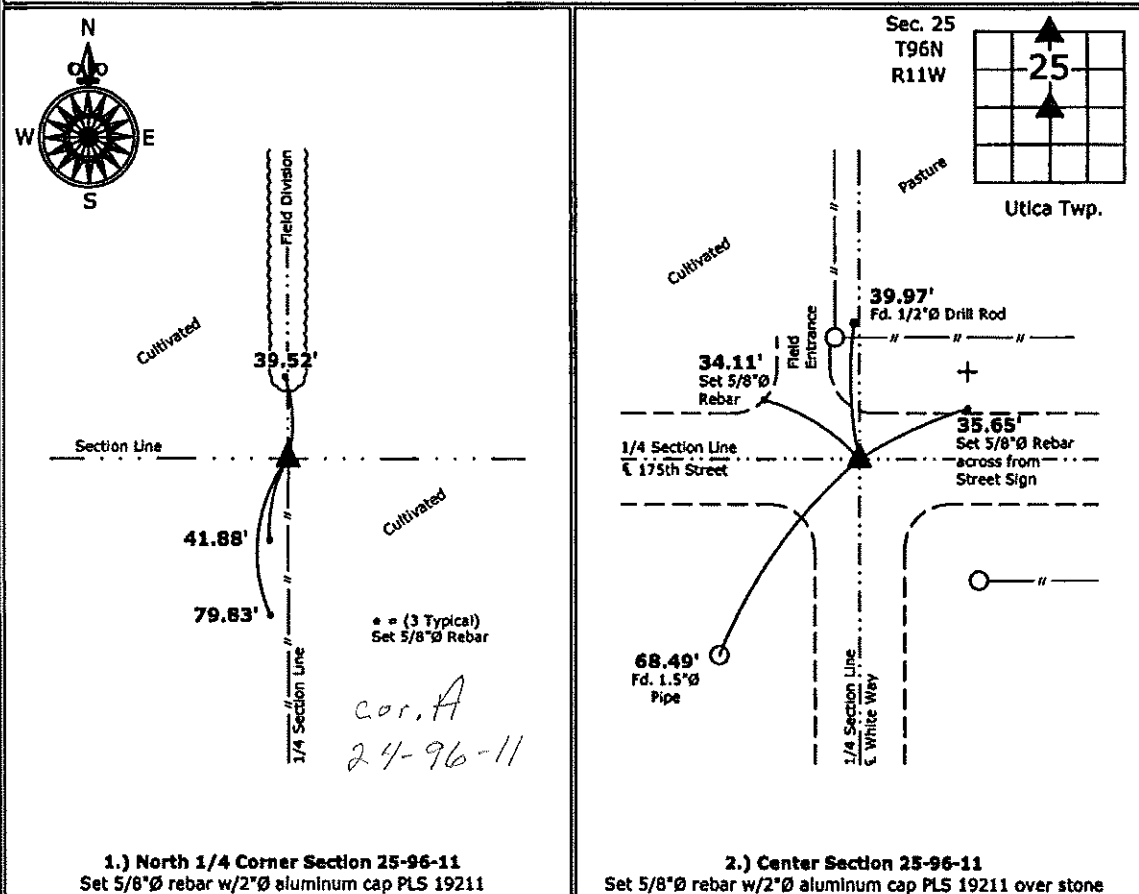 N
W
E
S
Field Division
Cultivated
39.52'
Section Line
Cultivated
41.88'
79.83'
• = (3 Typical)
Set 5/8"Ø Rebar
1/4 Section Line
cor. A
24-96-11
1.) North 1/4 Corner Section 25-96-11
Set 5/8"Ø rebar w/2"Ø aluminum cap PLS 19211
Sec. 25
T96N
R11W
25
Utica Twp.
Pasture
Cultivated
39.97'
Fd. 1/2"Ø Drill Rod
Field
Entrance
34.11'
Set 5/8"Ø
Rebar
35.65'
Set 5/8"Ø Rebar
across from
Street Sign
1/4 Section Line
℄ 175th Street
68.49'
Fd. 1.5"Ø
Pipe
1/4 Section Line
℄ White Way
2.) Center Section 25-96-11
Set 5/8"Ø rebar w/2"Ø aluminum cap PLS 19211 over stone